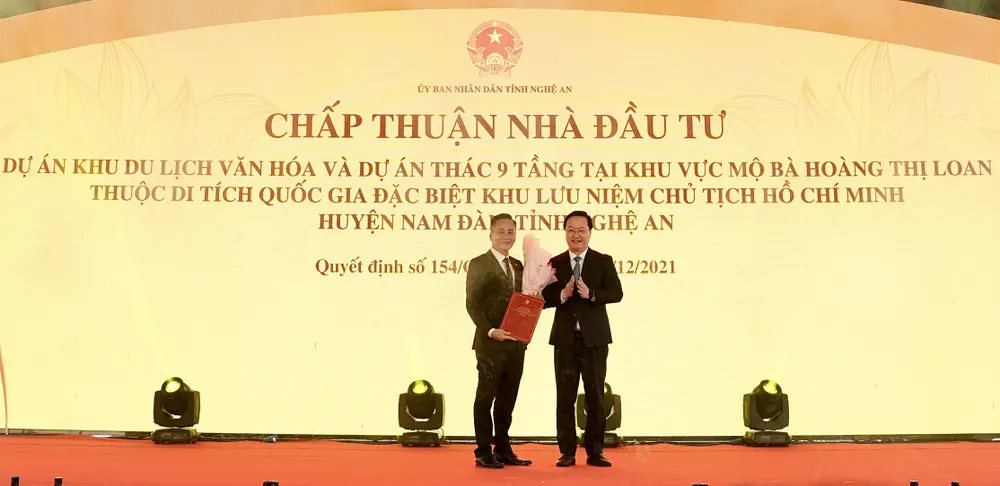 ỦY BAN NHÂN DÂN TỈNH NGHỆ AN
CHẤP THUẬN NHÀ ĐẦU TƯ
DỰ ÁN KHU DU LỊCH VĂN HÓA VÀ DỰ ÁN THÁC 9 TẦNG TẠI KHU VỰC MỘ BÀ HOÀNG THỊ LOAN
THUỘC DI TÍCH QUỐC GIA ĐẶC BIỆT KHU LƯU NIỆM CHỦ TỊCH HỒ CHÍ MINH
HUYỆN NAM ĐÀN TỈNH NGHỆ AN
Quyết định số 154/ /12/2021